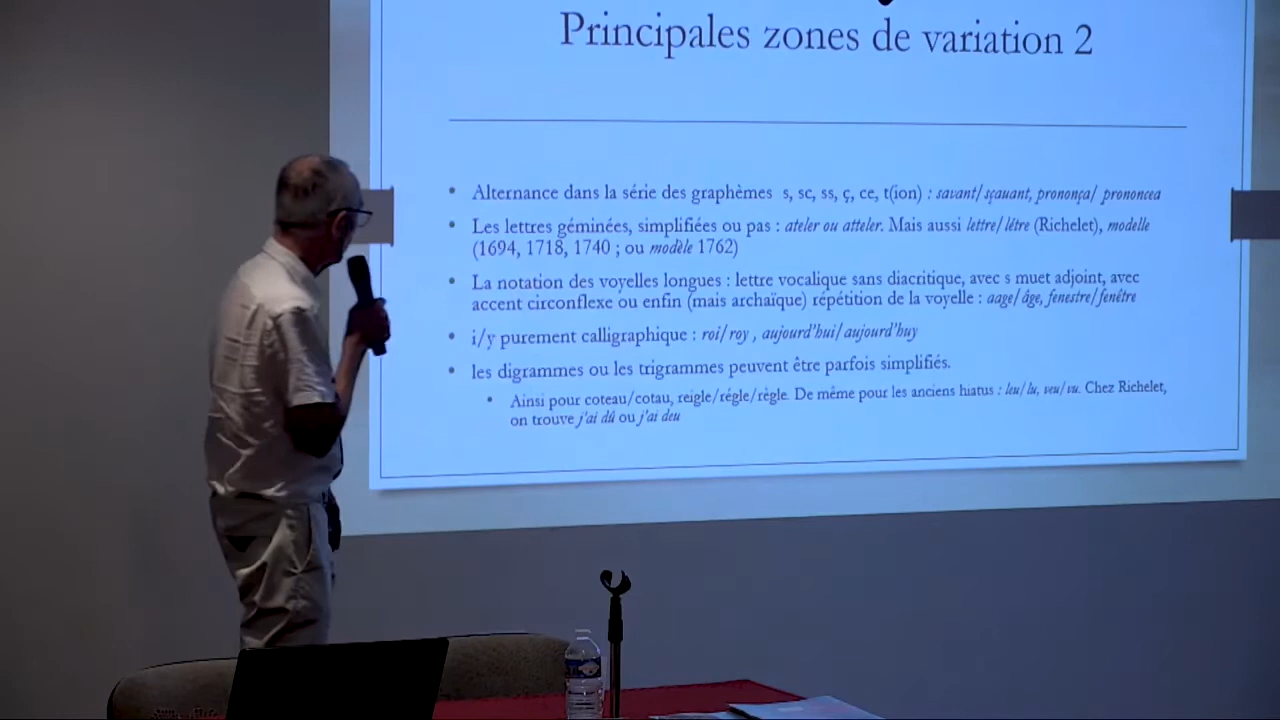 Principales zones de variation 2
• Alternance dans la série des graphèmes s, sc, ss, ç, ce, t(ion) : savant/sçauant, prononça/ prononcea
• Les lettres géminées, simplifiées ou pas : ateler ou atteler. Mais aussi lettre/létre (Richelet), modelle
(1694, 1718, 1740 ; ou modèle 1762)
• La notation des voyelles longues : lettre vocalique sans diacritique, avec s muet adjoint, avec
accent circonflexe ou enfin (mais archaïque) répétition de la voyelle : aage/âge, fenestre/fenêtre
• i/y purement calligraphique : roi/roy , aujourd'hui/aujourd'huy
• les digrammes ou les trigrammes peuvent être parfois simplifiés.
• Ainsi pour coteau/cotau, reigle/régle/règle. De même pour les anciens hiatus : leu/lu, veu/vu. Chez Richelet,
on trouve j'ai dû ou j'ai deu